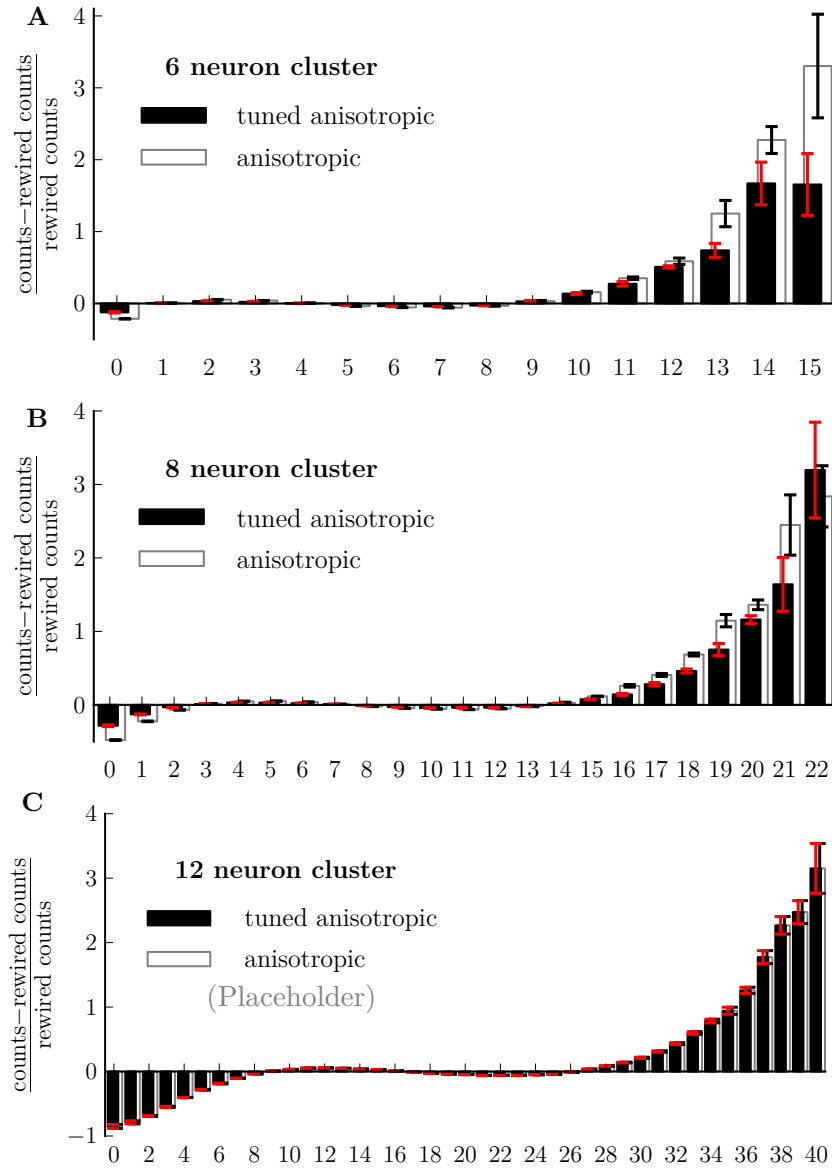 A
4
3
2
1
0
counts−rewired counts
rewired counts
6 neuron cluster
tuned anisotropic
anisotropic
0 1 2 3 4 5 6 7 8 9 10 11 12 13 14 15
B
4
3
2
1
0
counts−rewired counts
rewired counts
8 neuron cluster
tuned anisotropic
anisotropic
0 1 2 3 4 5 6 7 8 9 10 11 12 13 14 15 16 17 18 19 20 21 22
C
4
3
2
1
0
−1
counts−rewired counts
rewired counts
12 neuron cluster
tuned anisotropic
anisotropic
(Placeholder)
0 2 4 6 8 10 12 14 16 18 20 22 24 26 28 30 32 34 36 38 40